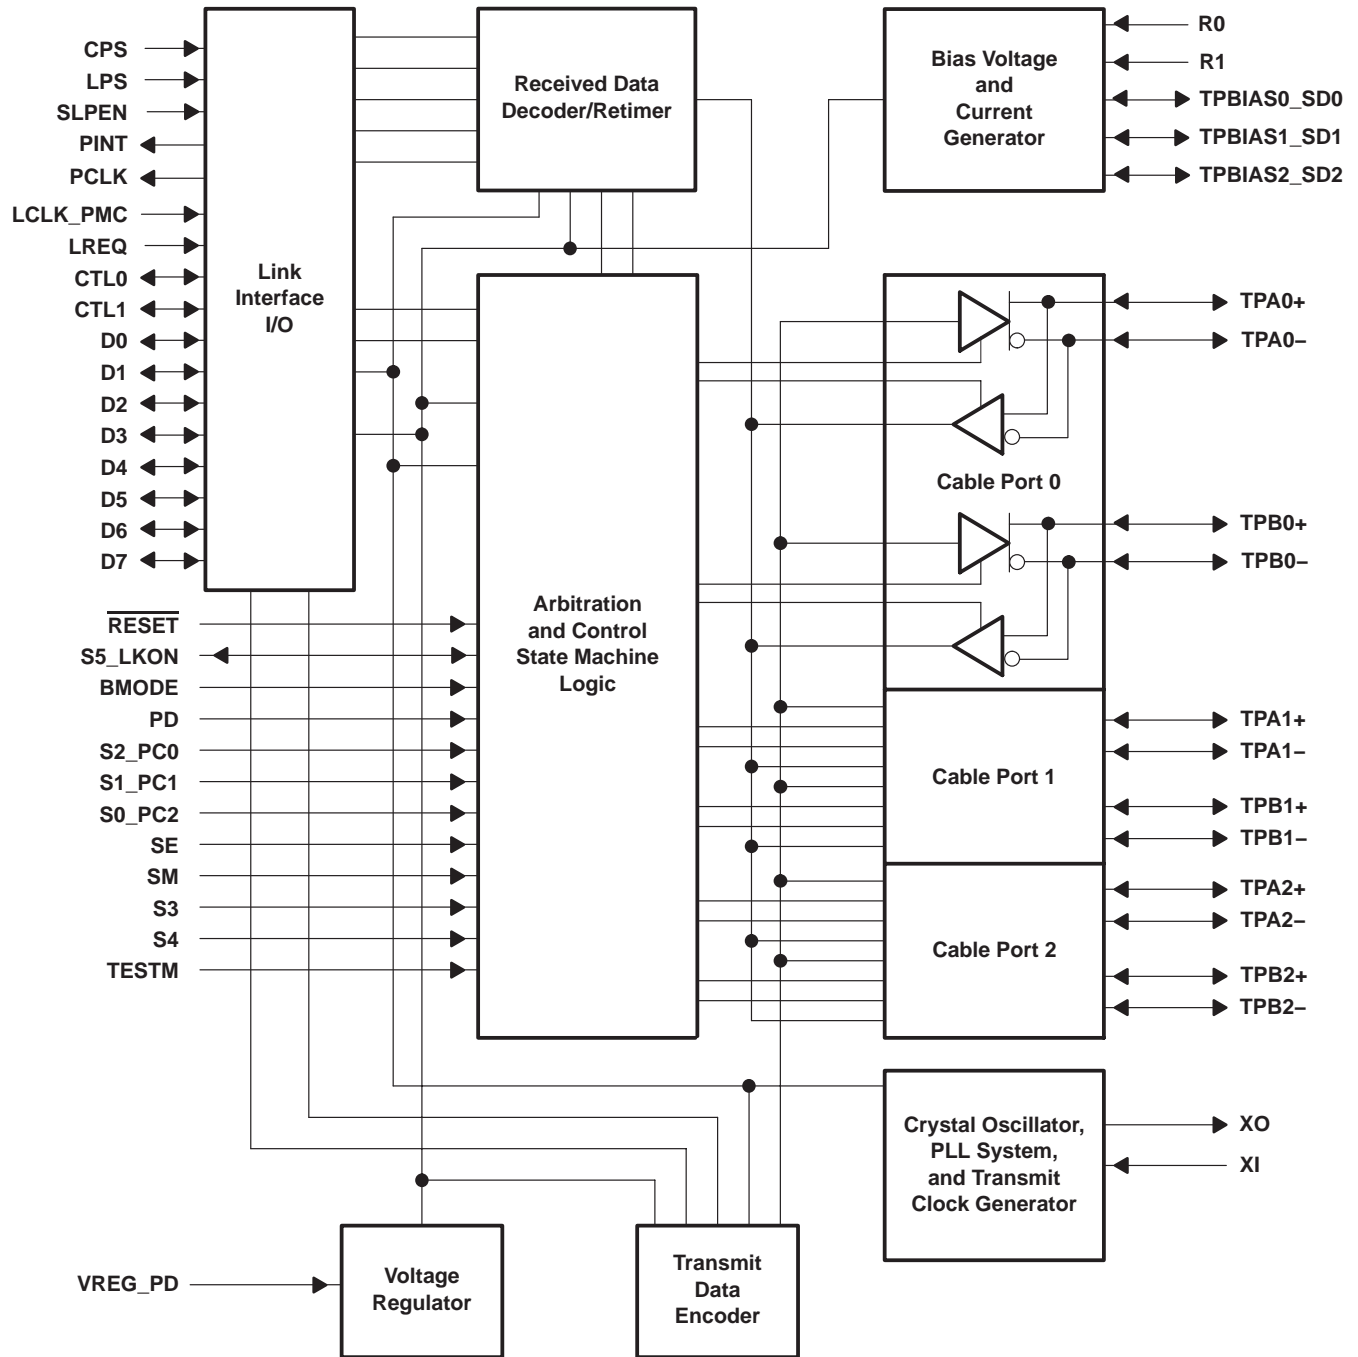 CPS
LPS
SLPEN
PINT
PCLK
LCLK_PMC
LREQ
CTL0
CTL1
D0
D1
D2
D3
D4
D5
D6
D7
RESET
S5_LKON
BMODE
PD
S2_PC0
S1_PC1
S0_PC2
SE
SM
S3
S4
TESTM
VREG_PD
Link
Interface
I/O
Received Data
Decoder/Retimer
Arbitration
and Control
State Machine
Logic
Voltage
Regulator
Transmit
Data
Encoder
Bias Voltage
and
Current
Generator
Cable Port 0
Cable Port 1
Cable Port 2
Crystal Oscillator,
PLL System,
and Transmit
Clock Generator
R0
R1
TPBIAS0_SD0
TPBIAS1_SD1
TPBIAS2_SD2
TPA0+
TPA0–
TPB0+
TPB0–
TPA1+
TPA1–
TPB1+
TPB1–
TPA2+
TPA2–
TPB2+
TPB2–
XO
XI